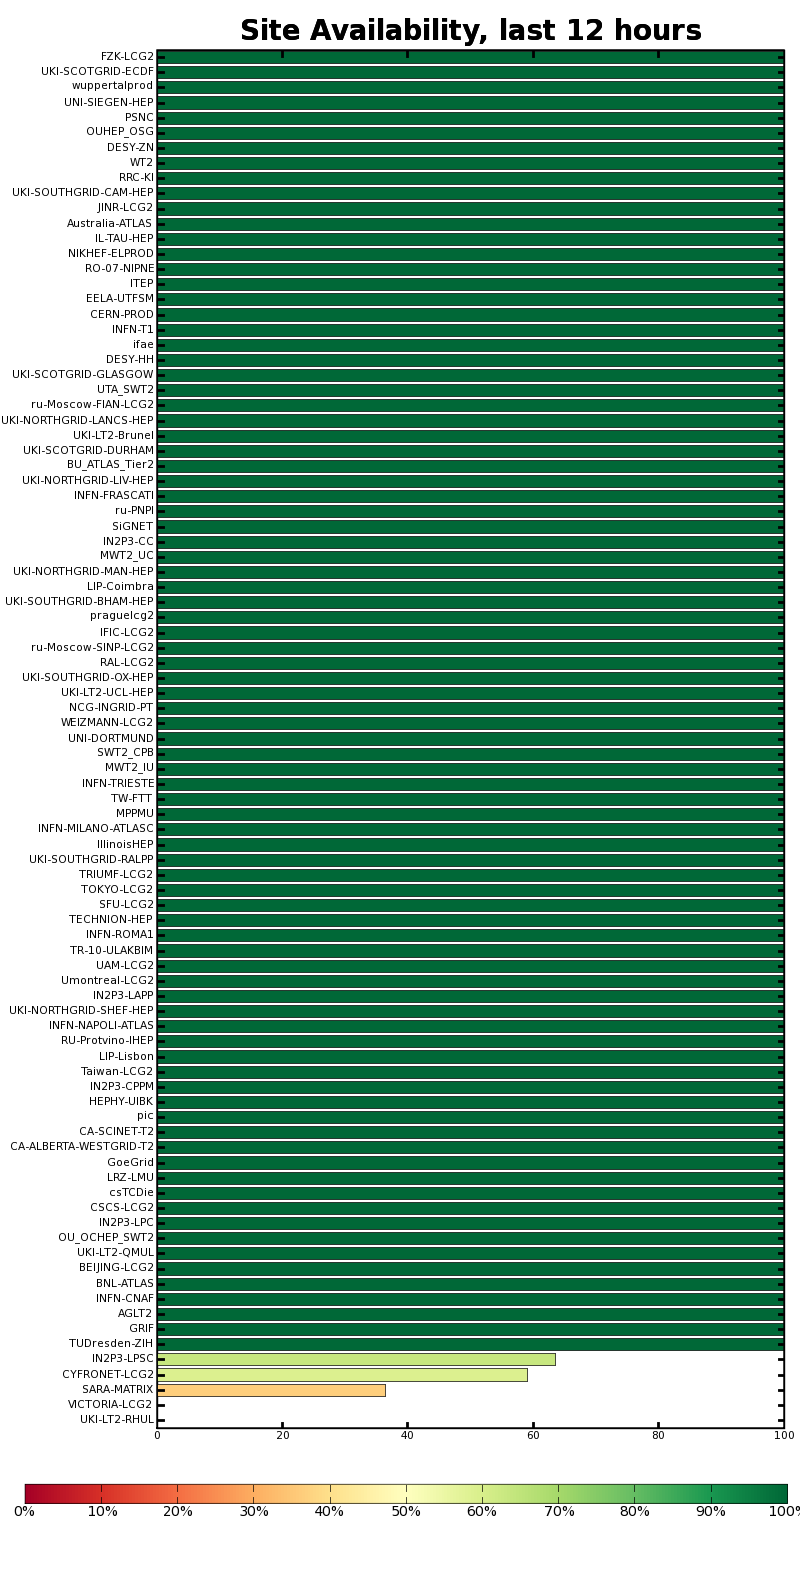 Site Availability, last 12 hours
FZK-LCG2
UKI-SCOTGRID-ECDF
wuppertalprod
UNI-SIEGEN-HEP
PSNC
OUHEP_OSG
DESY-ZN
WT2
RRC-KI
UKI-SOUTHGRID-CAM-HEP
JINR-LCG2
Australia-ATLAS
IL-TAU-HEP
NIKHEF-ELPROD
RO-07-NIPNE
ITEP
EELA-UTFSM
CERN-PROD
INFN-T1
ifae
DESY-HH
UKI-SCOTGRID-GLASGOW
UTA_SWT2
ru-Moscow-FIAN-LCG2
UKI-NORTHGRID-LANCS-HEP
UKI-LT2-Brunel
UKI-SCOTGRID-DURHAM
BU_ATLAS_Tier2
UKI-NORTHGRID-LIV-HEP
INFN-FRASCATI
ru-PNPI
SiGNET
IN2P3-CC
MWT2_UC
UKI-NORTHGRID-MAN-HEP
LIP-Coimbra
UKI-SOUTHGRID-BHAM-HEP
praguelcg2
IFIC-LCG2
ru-Moscow-SINP-LCG2
RAL-LCG2
UKI-SOUTHGRID-OX-HEP
UKI-LT2-UCL-HEP
NCG-INGRID-PT
WEIZMANN-LCG2
UNI-DORTMUND
SWT2_CPB
MWT2_IU
INFN-TRIESTE
TW-FTT
MPPMU
INFN-MILANO-ATLASC
IllinoisHEP
UKI-SOUTHGRID-RALPP
TRIUMF-LCG2
TOKYO-LCG2
SFU-LCG2
TECHNION-HEP
INFN-ROMA1
TR-10-ULAKBIM
UAM-LCG2
Umontreal-LCG2
IN2P3-LAPP
UKI-NORTHGRID-SHEF-HEP
INFN-NAPOLI-ATLAS
RU-Protvino-IHEP
LIP-Lisbon
Taiwan-LCG2
IN2P3-CPPM
HEPHY-UIBK
pic
CA-SCINET-T2
CA-ALBERTA-WESTGRID-T2
GoeGrid
LRZ-LMU
csTCDie
CSCS-LCG2
IN2P3-LPC
OU_OCHEP_SWT2
UKI-LT2-QMUL
BEIJING-LCG2
BNL-ATLAS
INFN-CNAF
AGLT2
GRIF
TUDresden-ZIH
IN2P3-LPSC
CYFRONET-LCG2
SARA-MATRIX
VICTORIA-LCG2
UKI-LT2-RHUL
0 20 40 60 80 100
0% 10% 20% 30% 40% 50% 60% 70% 80% 90% 100%